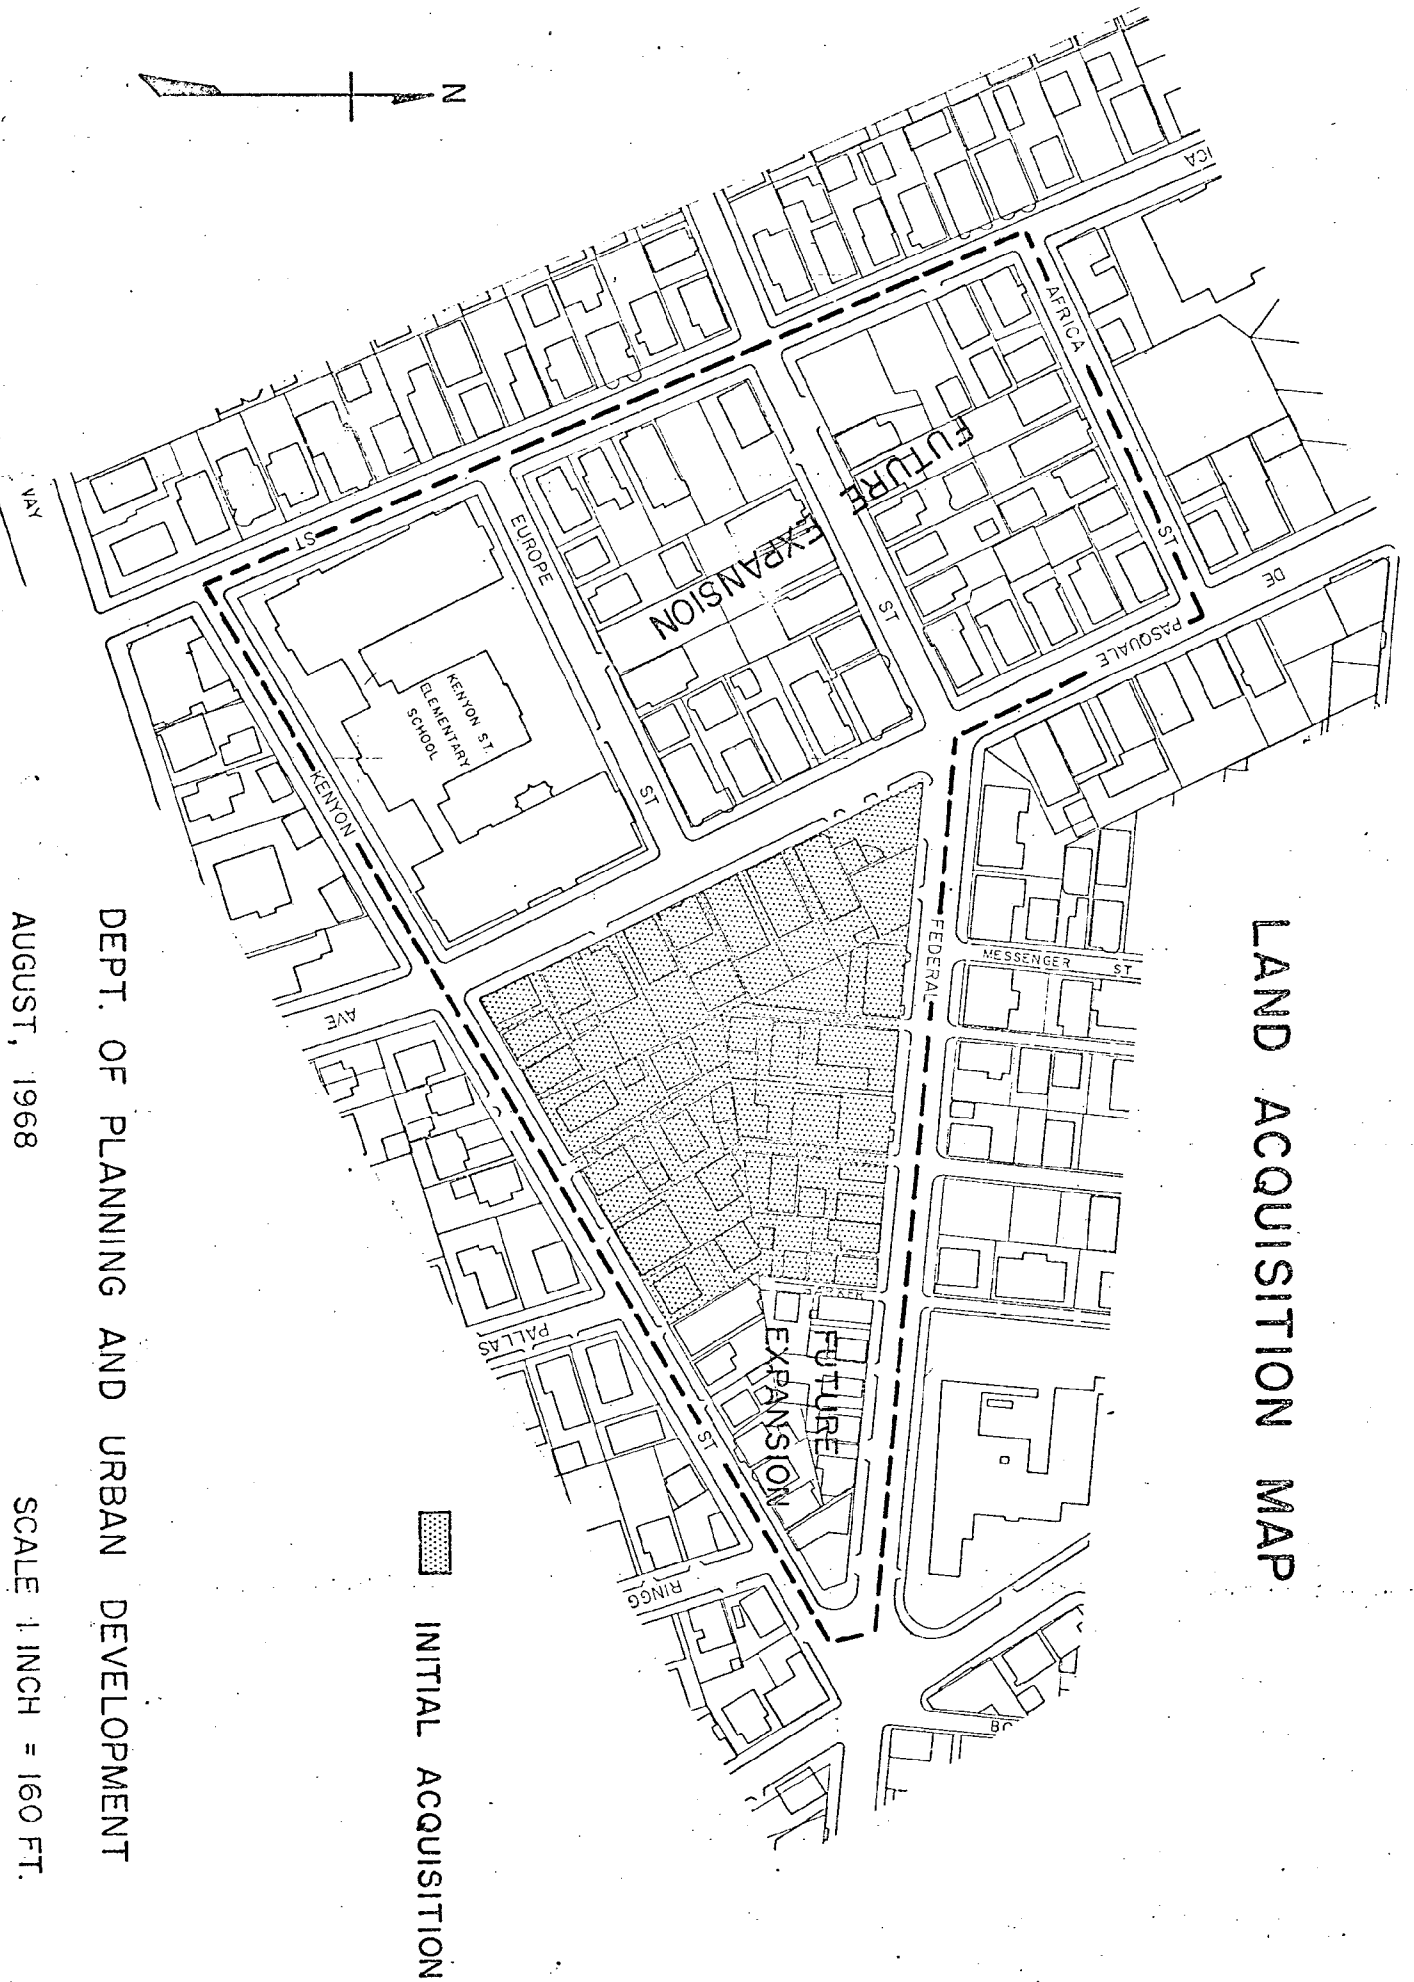 LAND ACQUISITION MAP
N
AFRICA
ST
DE
PASQUALE
FUTURE
EXPANSION
ST
EUROPE
ST
ST
KENYON ST.
ELEMENTARY
SCHOOL
KENYON
ST
FEDERAL
MESSENGER ST
AVE
PALLAS
RINGG
FUTURE
EXPANSION
INITIAL ACQUISITION
DEPT. OF PLANNING AND URBAN DEVELOPMENT
AUGUST, 1968
SCALE 1 INCH = 160 FT.